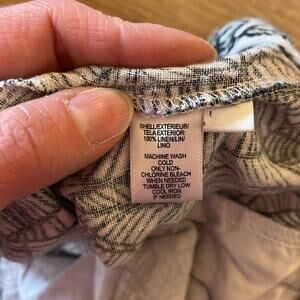 SHELL/EXTÉRIEUR/
TELA EXTERIOR:
100% LINEN/LIN/
LINO
MACHINE WASH
COLD
ONLY NON-
CHLORINE BLEACH
WHEN NEEDED
TUMBLE DRY LOW
COOL IRON
IF NEEDED